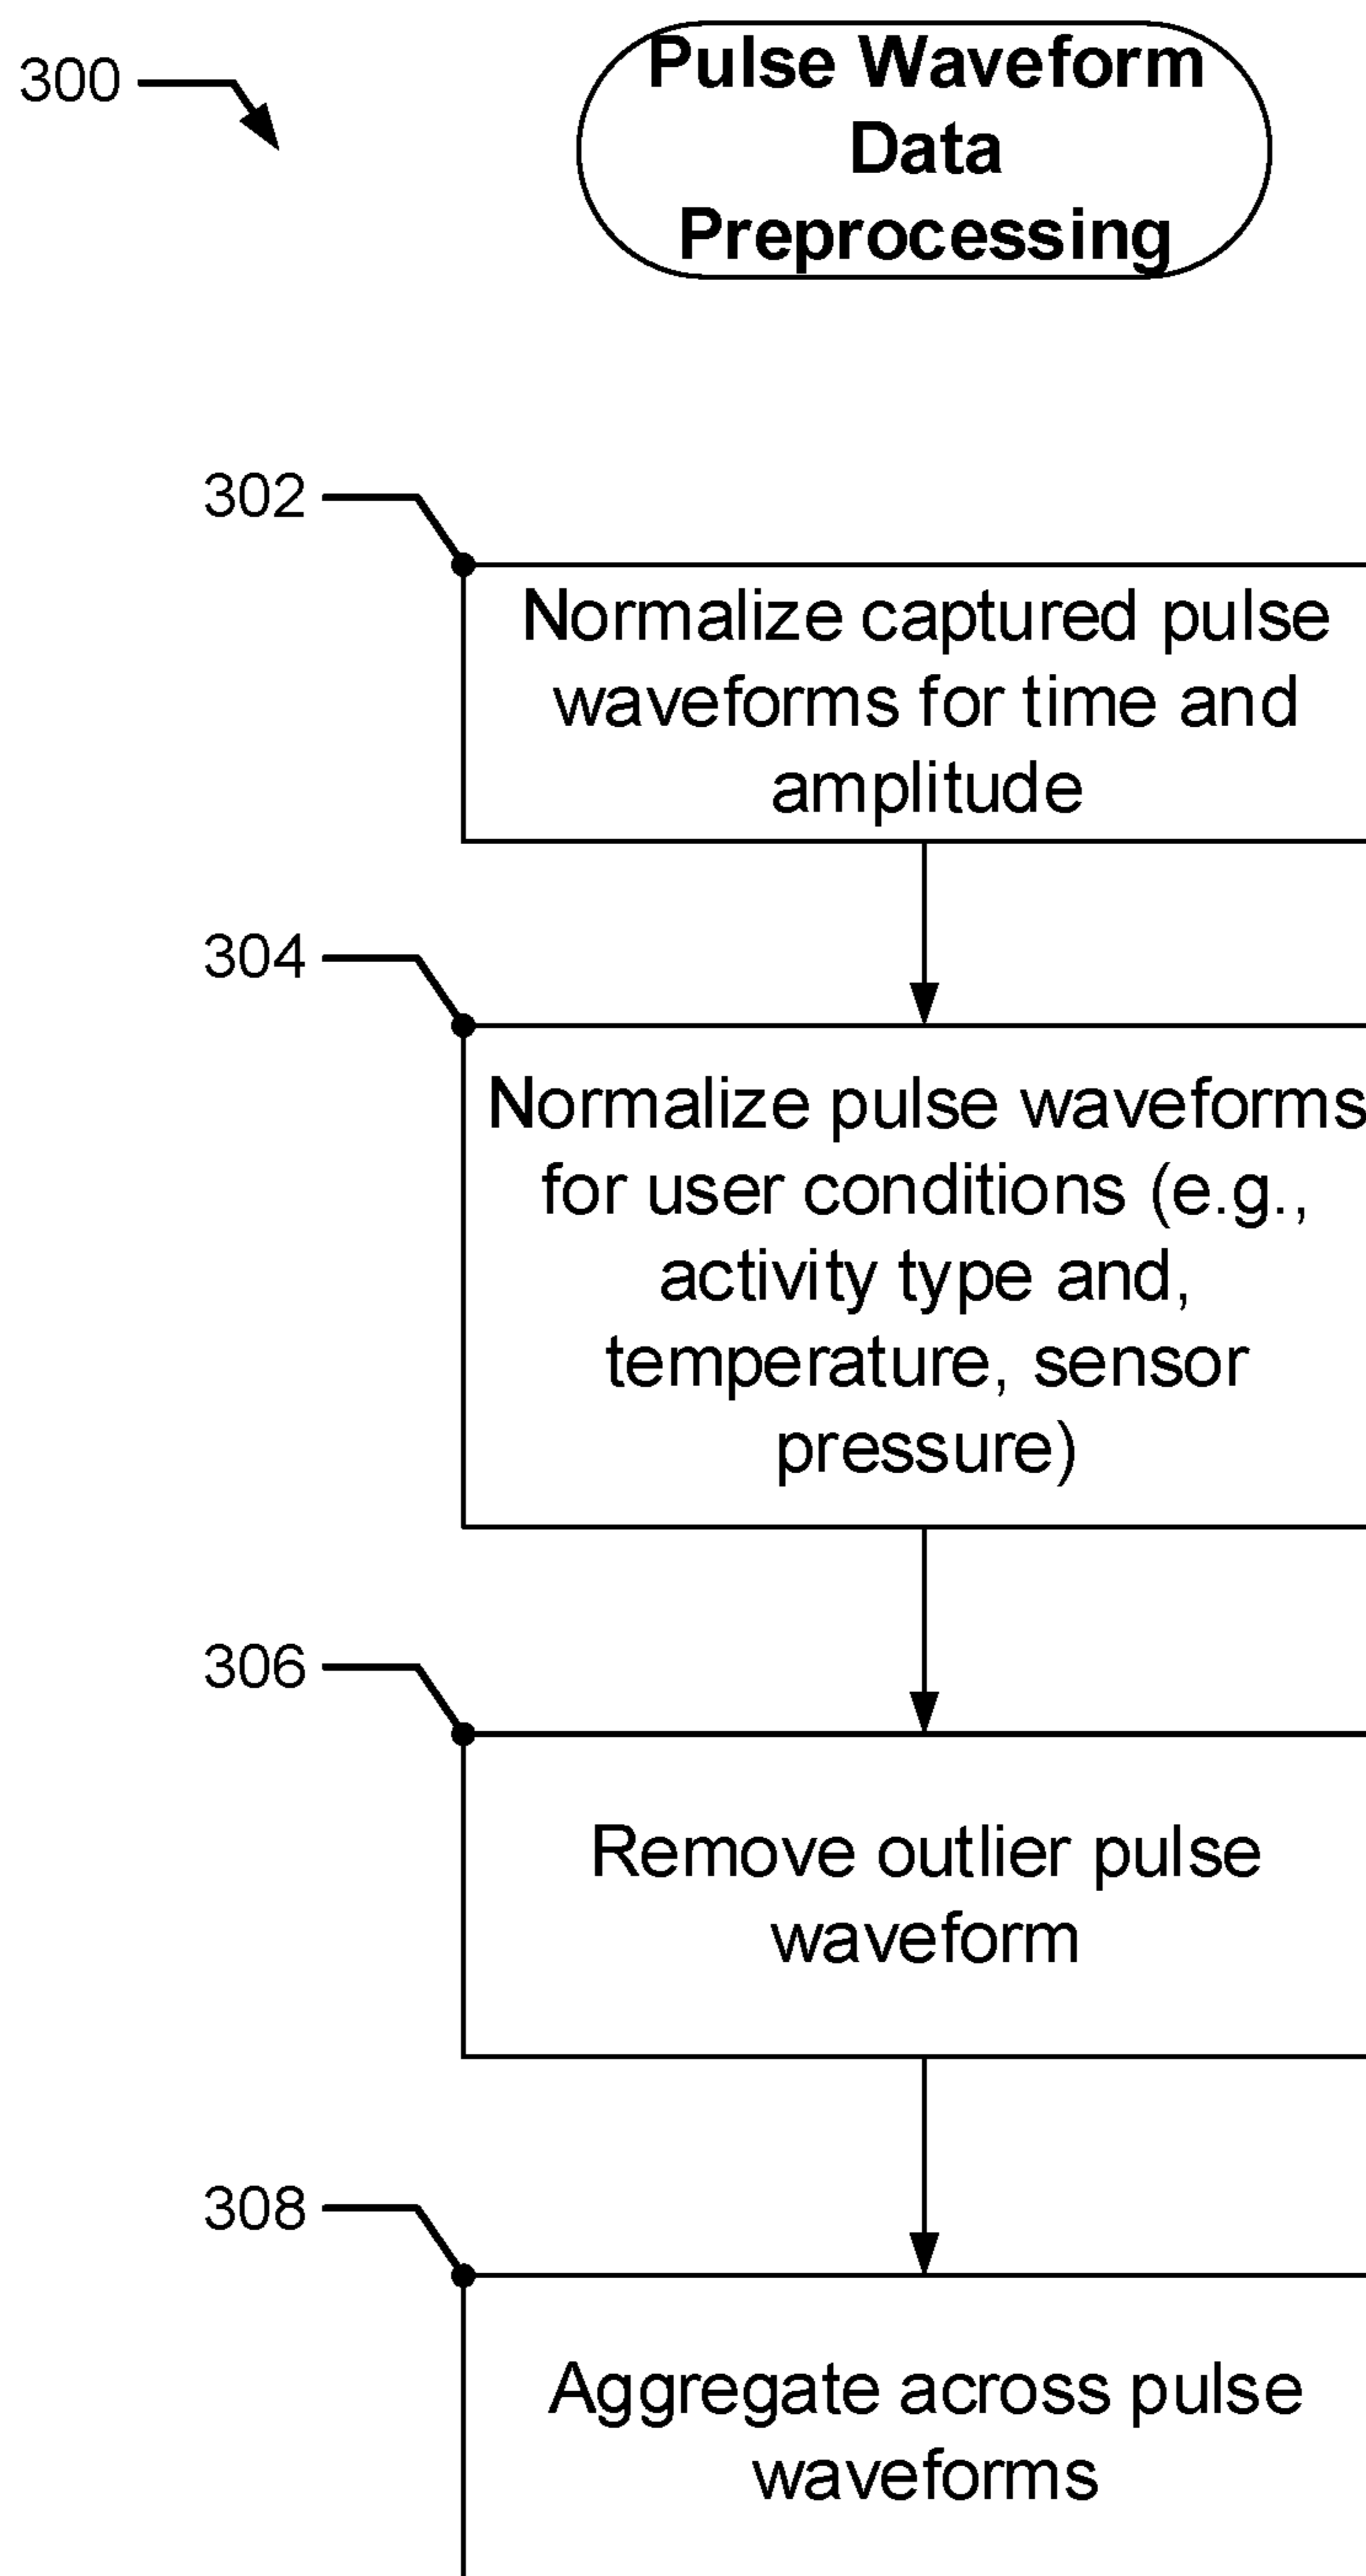 300
Pulse Waveform
Data
Preprocessing
302
Normalize captured pulse
waveforms for time and
amplitude
304
Normalize pulse waveforms
for user conditions (e.g.,
activity type and,
temperature, sensor
pressure)
306
Remove outlier pulse
waveform
308
Aggregate across pulse
waveforms